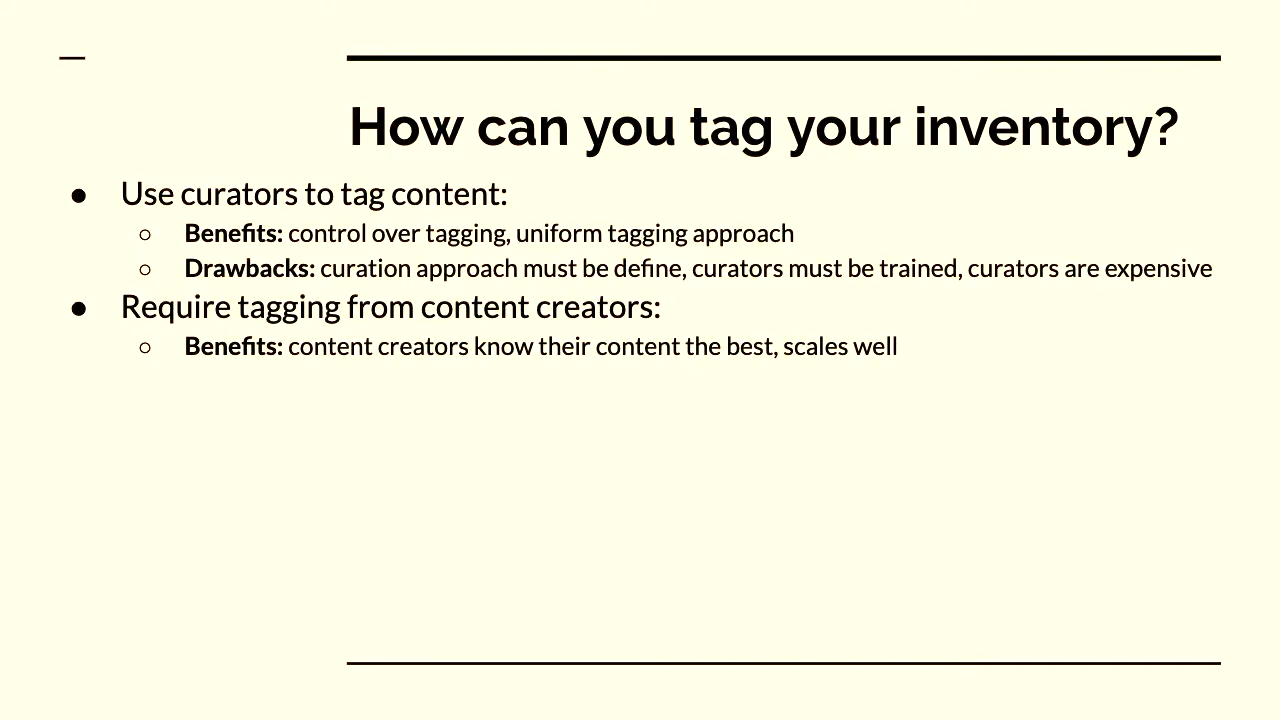 How can you tag your inventory?
● Use curators to tag content:
○ Benefits: control over tagging, uniform tagging approach
○ Drawbacks: curation approach must be define, curators must be trained, curators are expensive
● Require tagging from content creators:
○ Benefits: content creators know their content the best, scales well